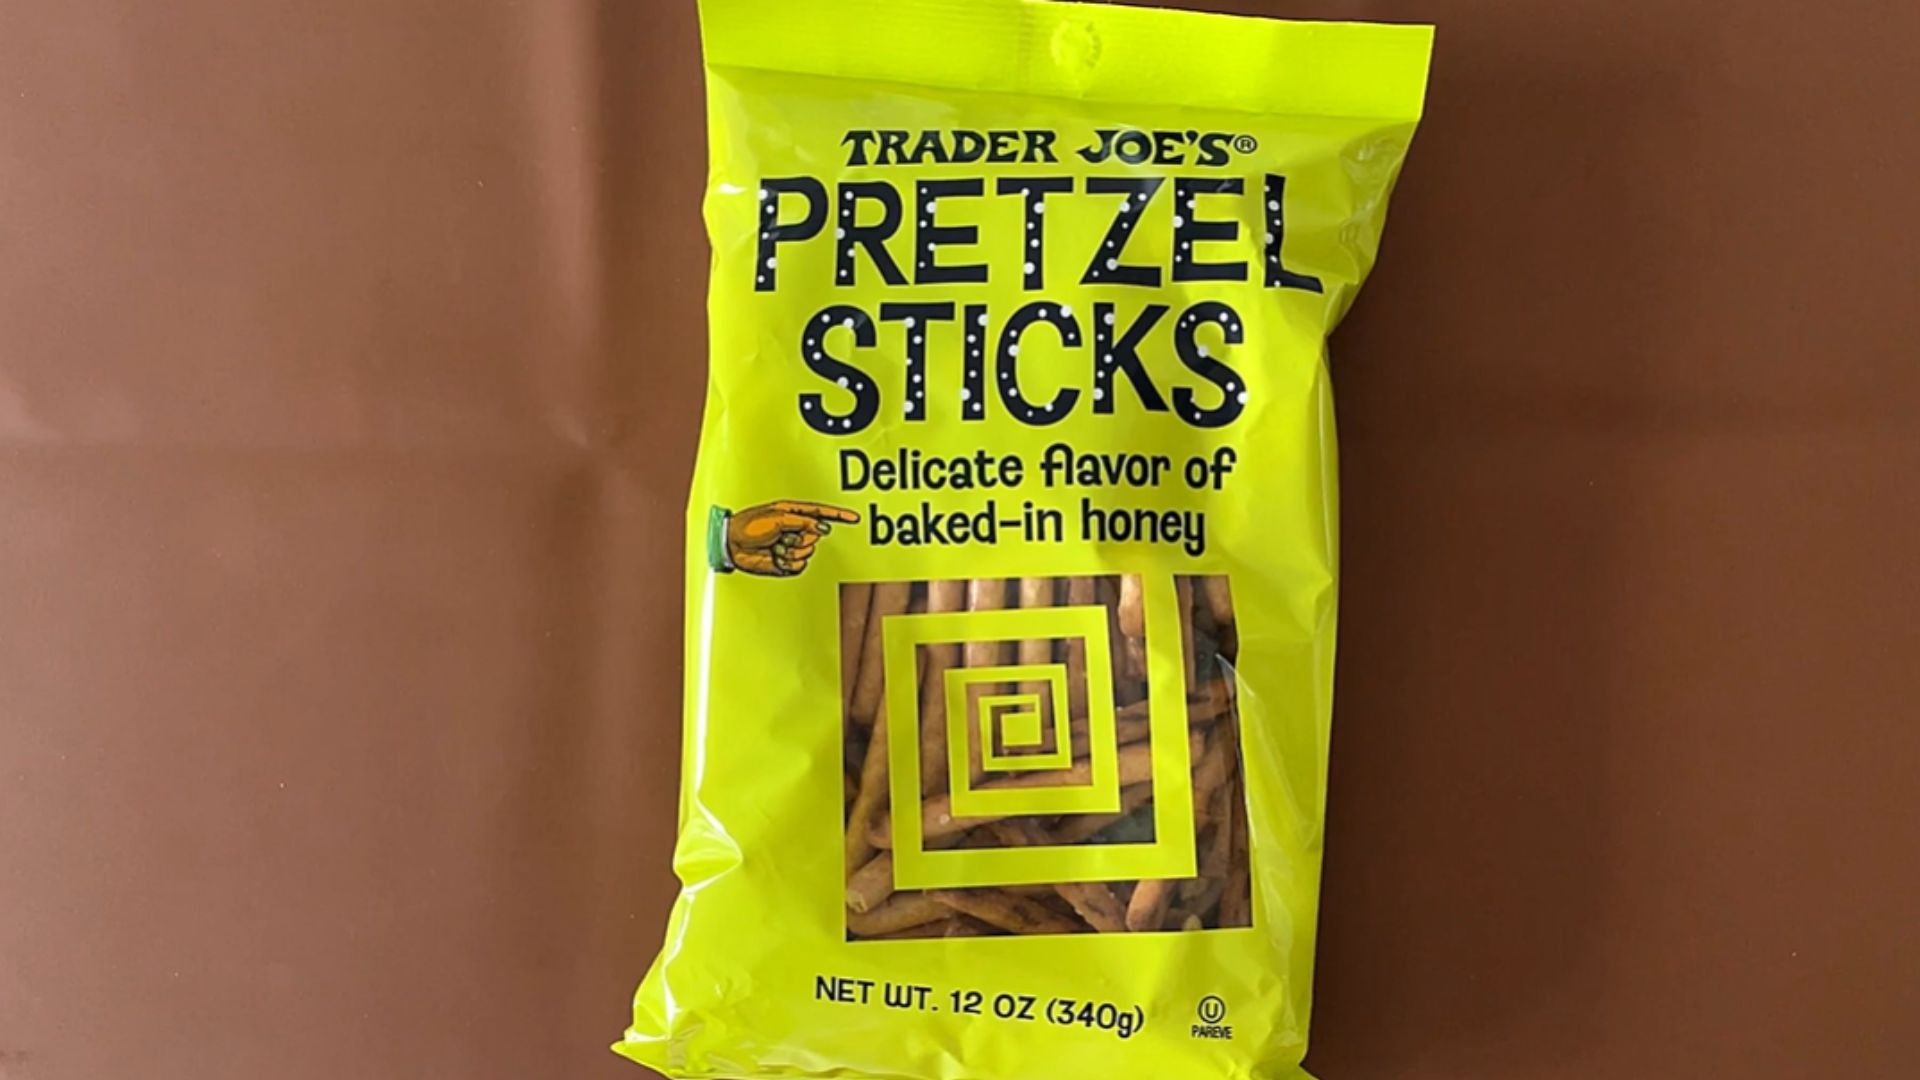 TRADER JOE'S®
PRETZEL
STICKS
Delicate flavor of
baked-in honey
NET WT. 12 OZ (340g)
U
PAREVE